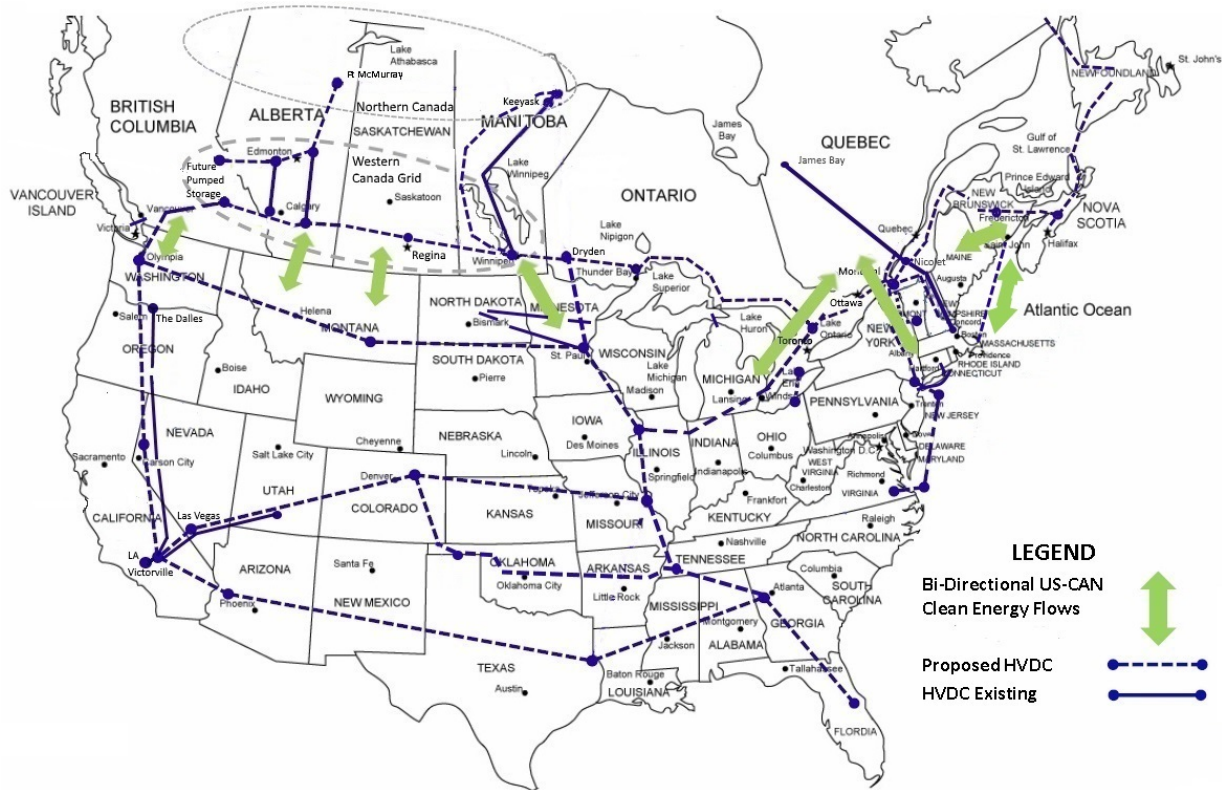 Lake
Athabasca
Ft McMurray
Northern Canada
BRITISH
COLUMBIA
ALBERTA
SASKATCHEWAN
Keeyask
MANITOBA
James
Bay
QUEBEC
James Bay
NEWFOUNDLAND
St. John's
Gulf of
St. Lawrence
Prince Edward
Island
Edmonton
Future
Pumped
Storage
Western
Canada Grid
Saskatoon
Lake
Winnipeg
ONTARIO
NEW
BRUNSWICK
Fredericton
NOVA
SCOTIA
VANCOUVER
ISLAND
Vancouver
Victoria
Calgary
Regina
Winnipeg
Dryden
Lake
Nipigon
Thunder Bay
Lake
Superior
Quebec
Nicolet
Montreal
Ottawa
MAINE
Augusta
Saint John
Halifax
Atlantic Ocean
Olympia
WASHINGTON
Salem
The Dalles
OREGON
Helena
MONTANA
NORTH DAKOTA
Bismark
MINNESOTA
St. Paul
SOUTH DAKOTA
Pierre
WISCONSIN
Madison
Lake
Michigan
MICHIGAN
Lansing
Windsor
Lake
Huron
Toronto
Lake
Ontario
NEW
YORK
Albany
Concord
Boston
MASSACHUSETTS
Providence
RHODE ISLAND
CONNECTICUT
Hartford
Boise
IDAHO
WYOMING
Cheyenne
NEBRASKA
Lincoln
IOWA
Des Moines
ILLINOIS
Springfield
INDIANA
Indianapolis
OHIO
Columbus
PENNSYLVANIA
Trenton
NEW JERSEY
Annapolis
Washington D.C.
DELAWARE
MARYLAND
WEST
VIRGINIA
Charleston
Richmond
VIRGINIA
NEVADA
Carson City
Sacramento
Salt Lake City
UTAH
Denver
COLORADO
Topeka
KANSAS
Jefferson City
MISSOURI
Frankfort
KENTUCKY
CALIFORNIA
Las Vegas
LA
Victorville
ARIZONA
Phoenix
Santa Fe
NEW MEXICO
OKLAHOMA
Oklahoma City
ARKANSAS
Little Rock
Nashville
TENNESSEE
Raleigh
NORTH CAROLINA
Columbia
SOUTH
CAROLINA
Atlanta
GEORGIA
MISSISSIPPI
Jackson
Montgomery
ALABAMA
Tallahassee
TEXAS
Austin
Baton Rouge
LOUISIANA
FLORDIA
LEGEND
Bi-Directional US-CAN
Clean Energy Flows
Proposed HVDC
HVDC Existing